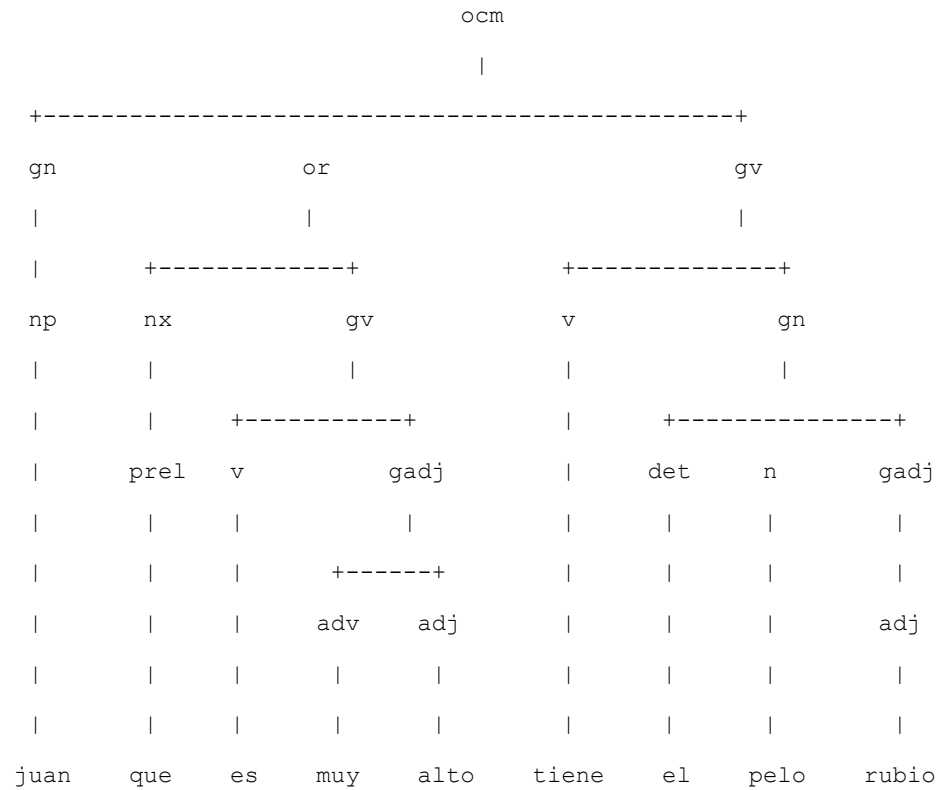 ocm
|
+------------------------------------------------+
gn or gv
| | |
| +-------------+ +--------------+
np nx gv v gn
| | | | |
| | +-----------+ | +---------------+
| prel v gadj | det n gadj
| | | | | | | |
| | | +------+ | | | |
| | | adv adj | | | adj
| | | | | | | | |
| | | | | | | | |
juan que es muy alto tiene el pelo rubio